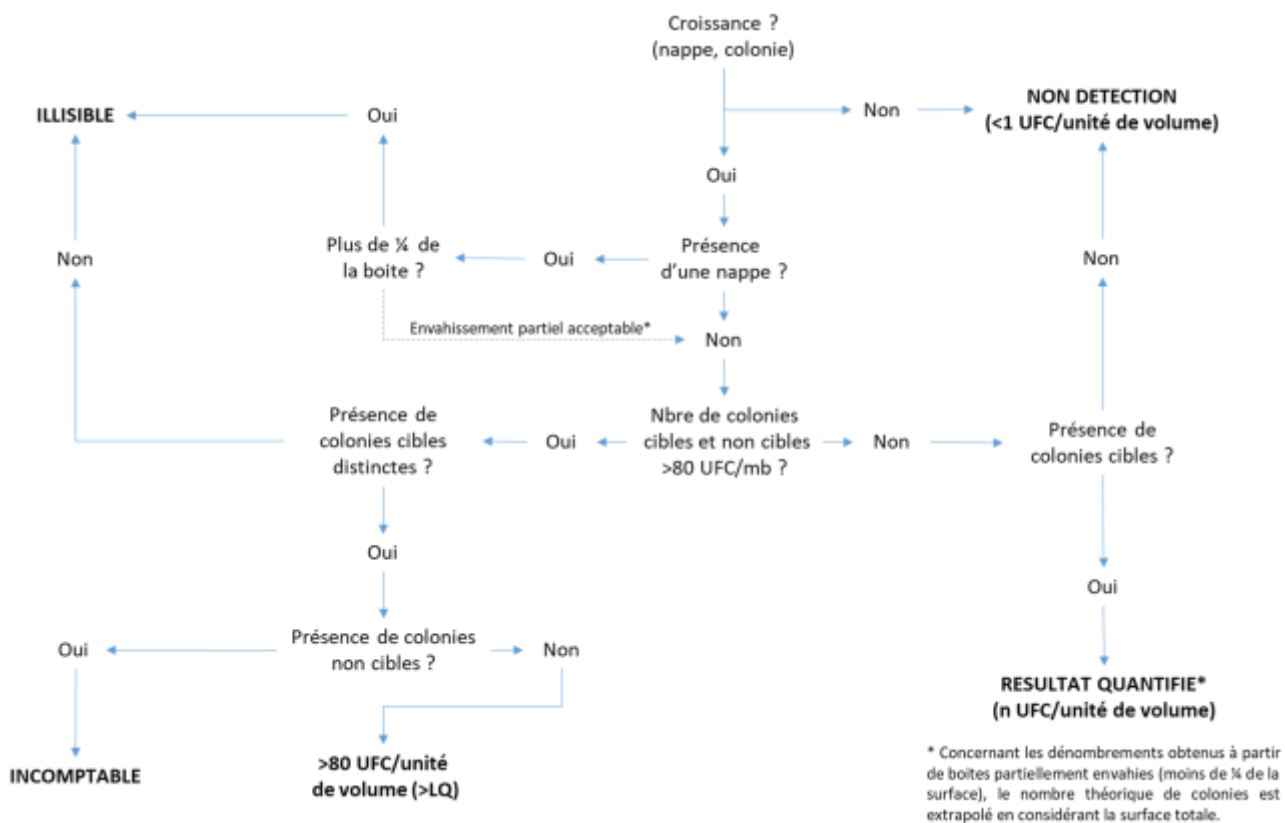 Croissance ?
(nappe, colonie)
ILLISIBLE
Oui
Non
NON DETECTION
(<1 UFC/unité de volume)
Oui
Non
Plus de ¼ de
la boite ?
Oui
Présence
d'une nappe ?
Non
Envahissement partiel acceptable*
Non
Présence de
colonies cibles
distinctes ?
Oui
Nbre de colonies
cibles et non cibles
>80 UFC/mb ?
Non
Présence de
colonies cibles ?
Oui
Oui
Oui
Présence de colonies
non cibles ?
Non
RESULTAT QUANTIFIE*
(n UFC/unité de volume)
INCOMPTABLE
>80 UFC/unité
de volume (>LQ)
* Concernant les dénombrements obtenus à partir
de boites partiellement envahies (moins de ¼ de la
surface), le nombre théorique de colonies est
extrapolé en considérant la surface totale.